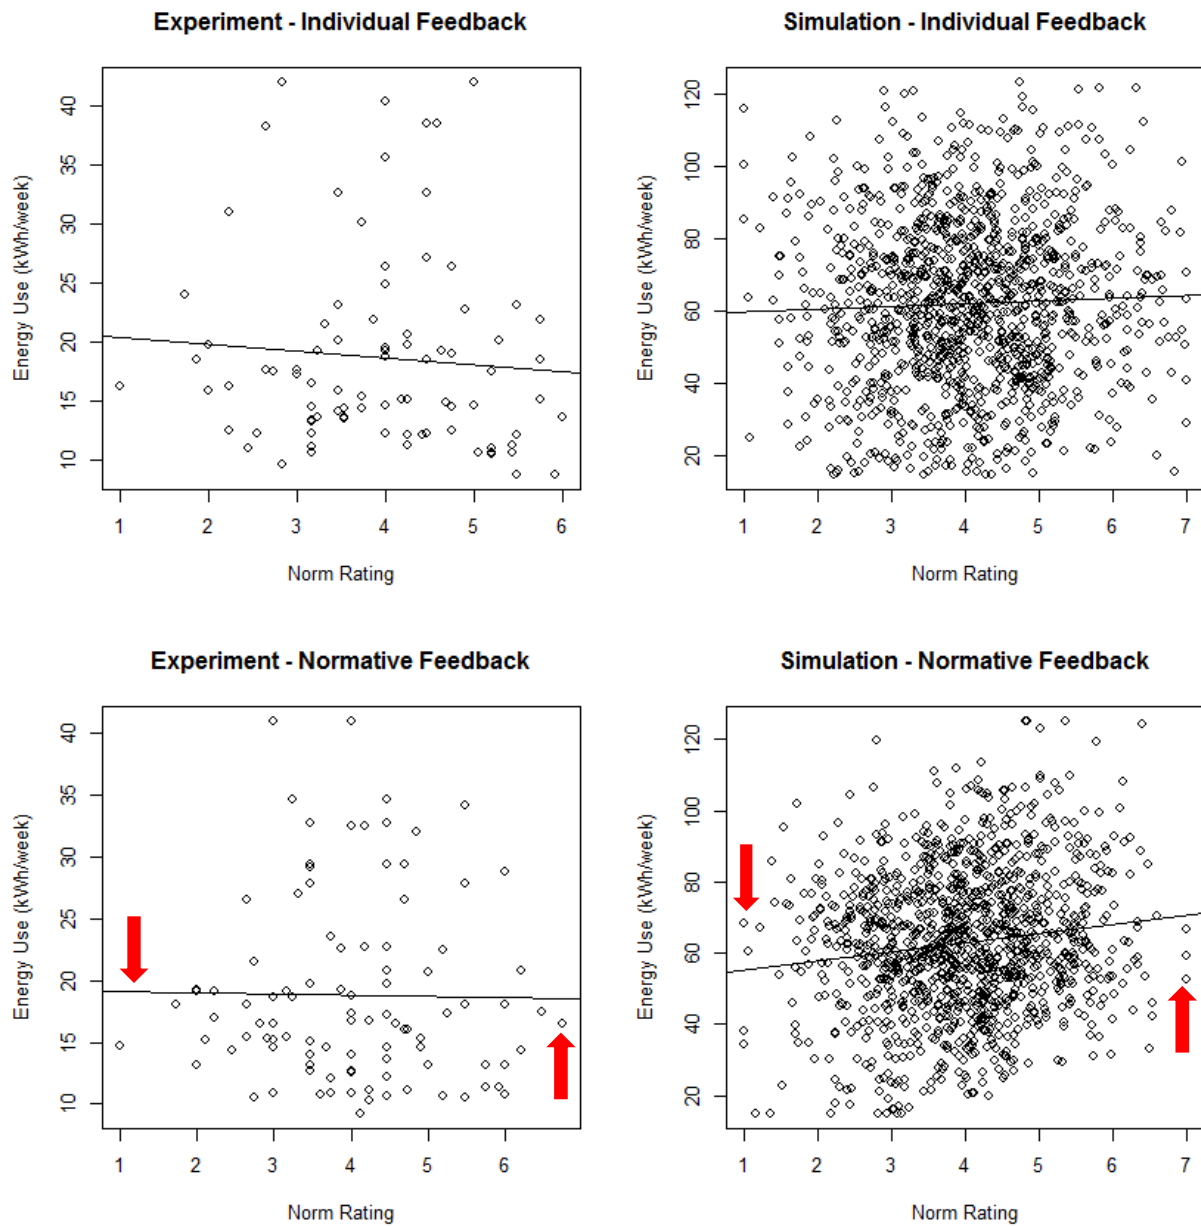 Experiment - Individual Feedback
Energy Use (kWh/week)
40
35
30
25
20
15
10
1 2 3 4 5 6
Norm Rating
Simulation - Individual Feedback
Energy Use (kWh/week)
120
100
80
60
40
20
1 2 3 4 5 6 7
Norm Rating
Experiment - Normative Feedback
Energy Use (kWh/week)
40
35
30
25
20
15
10
1 2 3 4 5 6
Norm Rating
Simulation - Normative Feedback
Energy Use (kWh/week)
120
100
80
60
40
20
1 2 3 4 5 6 7
Norm Rating